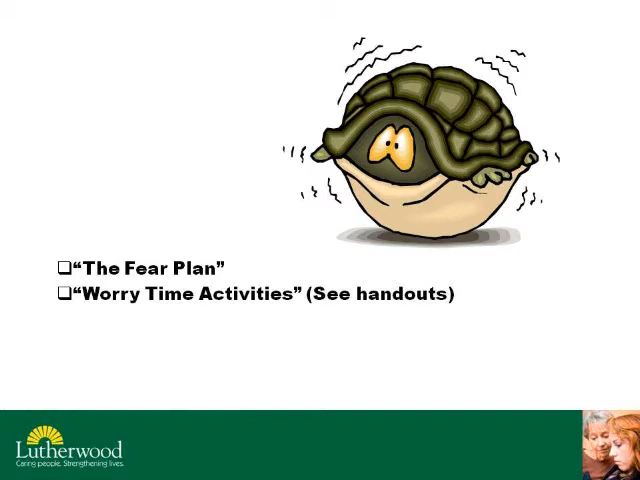 ❑“The Fear Plan”
❑“Worry Time Activities” (See handouts)
Lutherwood
Caring people. Strengthening lives.